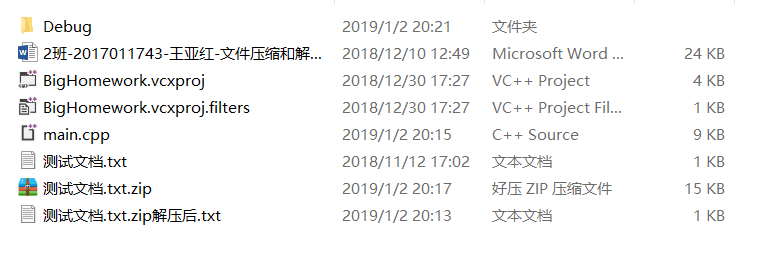 Debug 2019/1/2 20:21 文件夹
2班-2017011743-王亚红-文件压缩和解... 2018/12/10 12:49 Microsoft Word ... 24 KB
BigHomework.vcxproj 2018/12/30 17:27 VC++ Project 4 KB
BigHomework.vcxproj.filters 2018/12/30 17:27 VC++ Project Fil... 1 KB
main.cpp 2019/1/2 20:15 C++ Source 9 KB
测试文档.txt 2018/11/12 17:02 文本文档 1 KB
测试文档.txt.zip 2019/1/2 20:17 好压 ZIP 压缩文件 15 KB
测试文档.txt.zip解压后.txt 2019/1/2 20:13 文本文档 1 KB